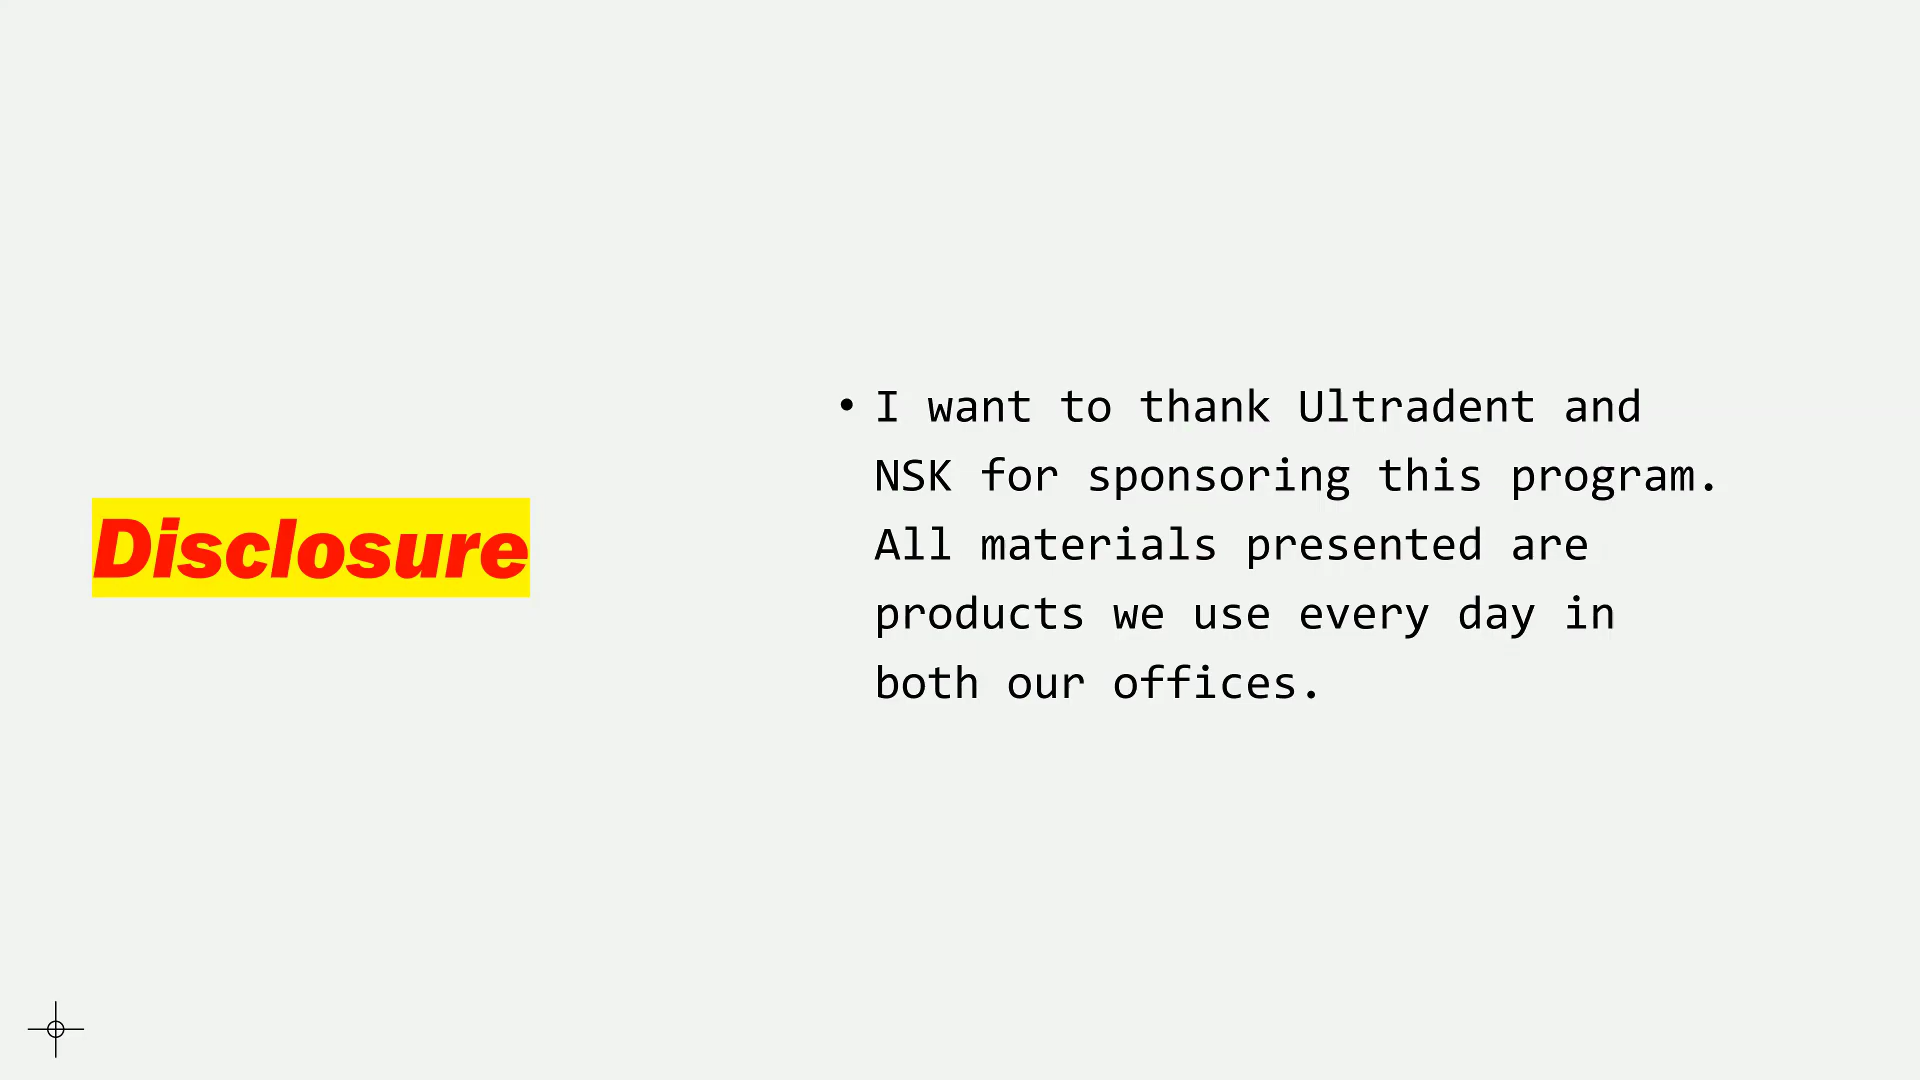 Disclosure
• I want to thank Ultradent and
NSK for sponsoring this program.
All materials presented are
products we use every day in
both our offices.